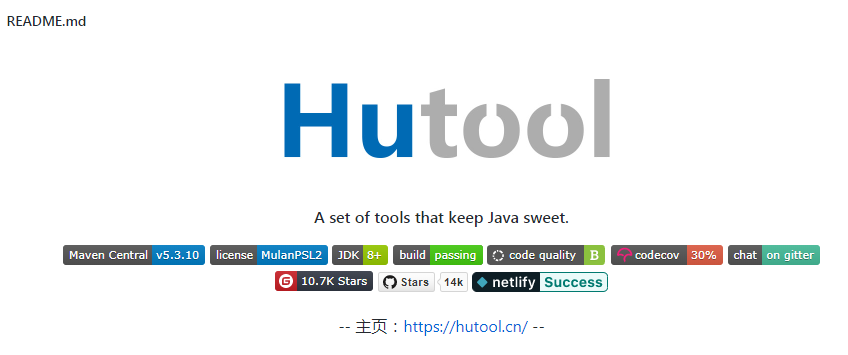 README.md
Hutool
A set of tools that keep Java sweet.
Maven Central v5.3.10 license MulanPSL2 JDK 8+ build passing code quality B codecov 30% chat on gitter
G 10.7K Stars Stars 14k netlify Success
-- 主页：https://hutool.cn/ --